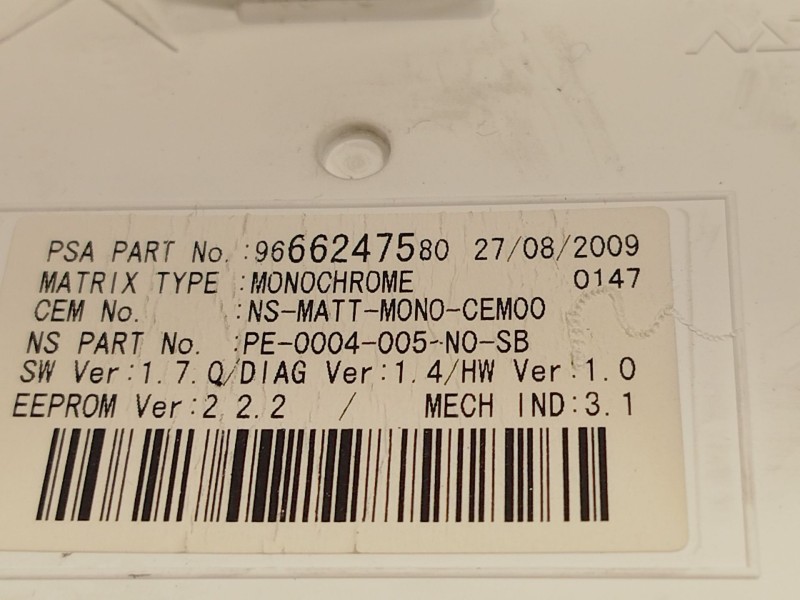 PSA PART No. :9666247580 27/08/2009
MATRIX TYPE :MONOCHROME 0147
CEM No. :NS-MATT-MONO-CEM00
NS PART No. :PE-0004-005-NO-SB
SW Ver:1.7.Q/DIAG Ver:1.4/HW Ver:1.0
EEPROM Ver:2.2.2 / MECH IND:3.1